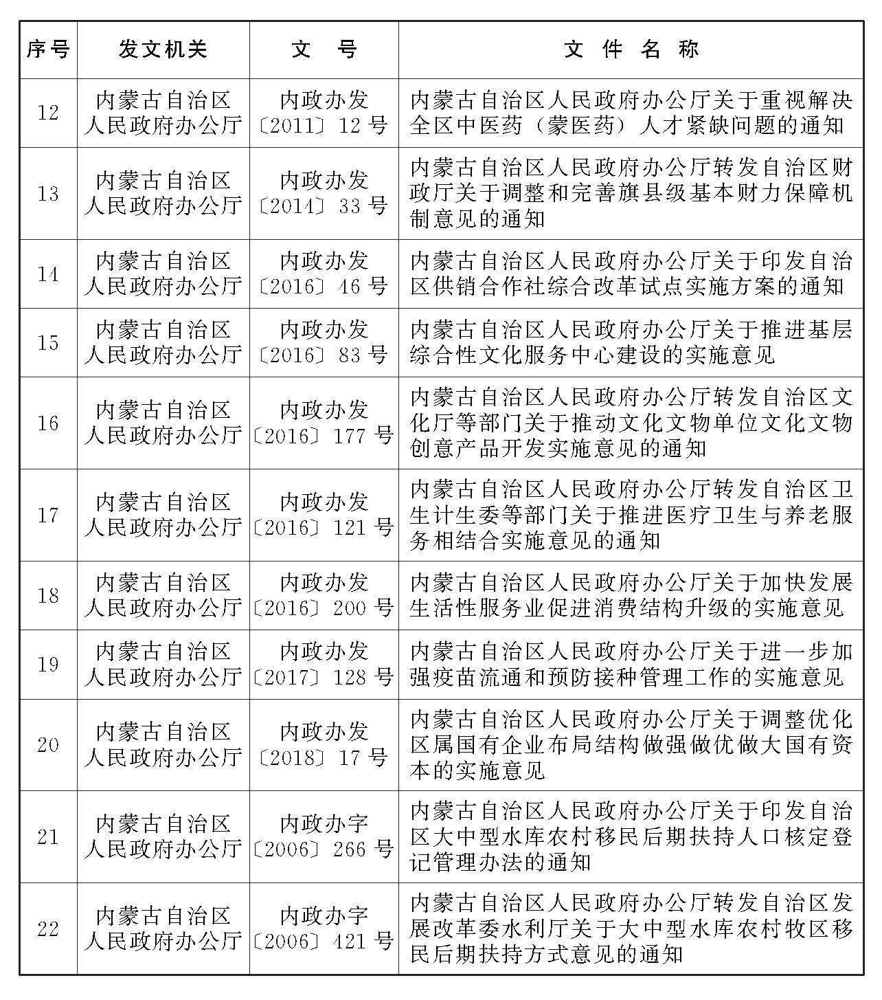 序号 发文机关 文 号 文 件 名 称
12
内蒙古自治区
人民政府办公厅
内政办发
〔2011〕12号
内蒙古自治区人民政府办公厅关于重视解决
全区中医药（蒙医药）人才紧缺问题的通知
13
内蒙古自治区
人民政府办公厅
内政办发
〔2014〕33号
内蒙古自治区人民政府办公厅转发自治区财
政厅关于调整和完善旗县级基本财力保障机
制意见的通知
14
内蒙古自治区
人民政府办公厅
内政办发
〔2016〕46号
内蒙古自治区人民政府办公厅关于印发自治
区供销合作社综合改革试点实施方案的通知
15
内蒙古自治区
人民政府办公厅
内政办发
〔2016〕83号
内蒙古自治区人民政府办公厅关于推进基层
综合性文化服务中心建设的实施意见
16
内蒙古自治区
人民政府办公厅
内政办发
〔2016〕177号
内蒙古自治区人民政府办公厅转发自治区文
化厅等部门关于推动文化文物单位文化文物
创意产品开发实施意见的通知
17
内蒙古自治区
人民政府办公厅
内政办发
〔2016〕121号
内蒙古自治区人民政府办公厅转发自治区卫
生计生委等部门关于推进医疗卫生与养老服
务相结合实施意见的通知
18
内蒙古自治区
人民政府办公厅
内政办发
〔2016〕200号
内蒙古自治区人民政府办公厅关于加快发展
生活性服务业促进消费结构升级的实施意见
19
内蒙古自治区
人民政府办公厅
内政办发
〔2017〕128号
内蒙古自治区人民政府办公厅关于进一步加
强疫苗流通和预防接种管理工作的实施意见
20
内蒙古自治区
人民政府办公厅
内政办发
〔2018〕17号
内蒙古自治区人民政府办公厅关于调整优化
区属国有企业布局结构做强做优做大国有资
本的实施意见
21
内蒙古自治区
人民政府办公厅
内政办字
〔2006〕266号
内蒙古自治区人民政府办公厅关于印发自治
区大中型水库农村移民后期扶持人口核定登
记管理办法的通知
22
内蒙古自治区
人民政府办公厅
内政办字
〔2006〕421号
内蒙古自治区人民政府办公厅转发自治区发
展改革委水利厅关于大中型水库农村牧区移
民后期扶持方式意见的通知